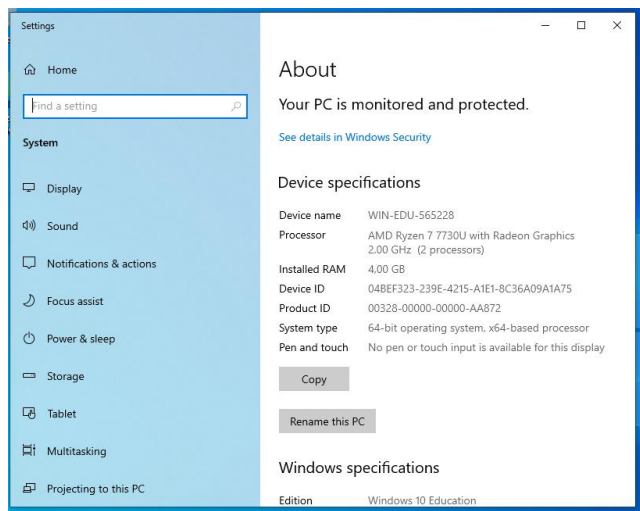 Settings
Home
Find a setting
System
Display
Sound
Notifications & actions
Focus assist
Power & sleep
Storage
Tablet
Multitasking
Projecting to this PC
About
Your PC is monitored and protected.
See details in Windows Security
Device specifications
Device name WIN-EDU-565228
Processor AMD Ryzen 7 7730U with Radeon Graphics
2.00 GHz (2 processors)
Installed RAM 4,00 GB
Device ID 04BEF323-239E-4215-A1E1-8C36A09A1A75
Product ID 00328-00000-00000-AA872
System type 64-bit operating system, x64-based processor
Pen and touch No pen or touch input is available for this display
Copy
Rename this PC
Windows specifications
Edition Windows 10 Education